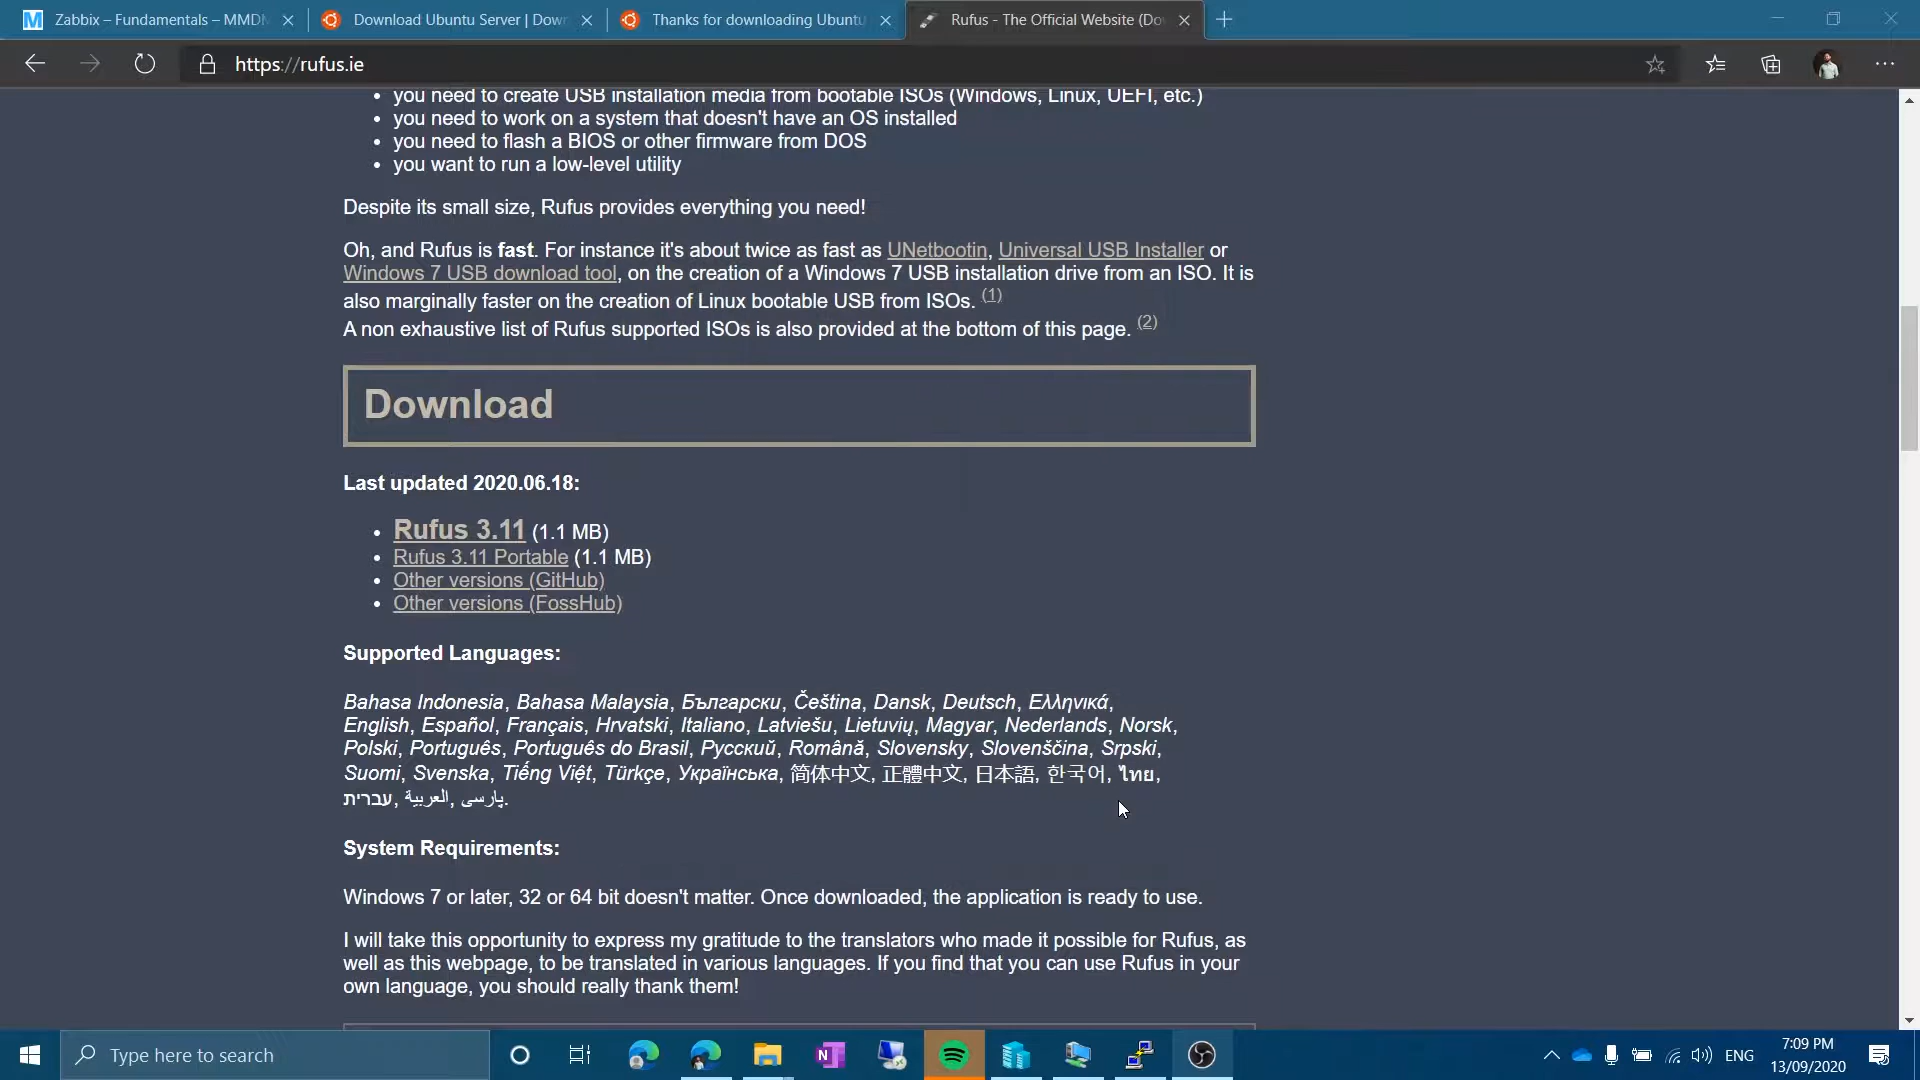 Zabbix – Fundamentals – MMDM
Download Ubuntu Server | Down
Thanks for downloading Ubuntu
Rufus - The Official Website (Do
https://rufus.ie
• you need to create USB installation media from bootable ISOs (Windows, Linux, UEFI, etc.)
• you need to work on a system that doesn't have an OS installed
• you need to flash a BIOS or other firmware from DOS
• you want to run a low-level utility
Despite its small size, Rufus provides everything you need!
Oh, and Rufus is fast. For instance it's about twice as fast as UNetbootin, Universal USB Installer or
Windows 7 USB download tool, on the creation of a Windows 7 USB installation drive from an ISO. It is
also marginally faster on the creation of Linux bootable USB from ISOs. (1)
A non exhaustive list of Rufus supported ISOs is also provided at the bottom of this page. (2)
Download
Last updated 2020.06.18:
• Rufus 3.11 (1.1 MB)
• Rufus 3.11 Portable (1.1 MB)
• Other versions (GitHub)
• Other versions (FossHub)
Supported Languages:
Bahasa Indonesia, Bahasa Malaysia, Български, Čeština, Dansk, Deutsch, Ελληνικά,
English, Español, Français, Hrvatski, Italiano, Latviešu, Lietuvių, Magyar, Nederlands, Norsk,
Polski, Português, Português do Brasil, Русский, Română, Slovensky, Slovenščina, Srpski,
Suomi, Svenska, Tiếng Việt, Türkçe, Українська, 简体中文, 正體中文, 日本語, 한국어, ไทย,
עברית, العربية, پارسی.
System Requirements:
Windows 7 or later, 32 or 64 bit doesn't matter. Once downloaded, the application is ready to use.
I will take this opportunity to express my gratitude to the translators who made it possible for Rufus, as
well as this webpage, to be translated in various languages. If you find that you can use Rufus in your
own language, you should really thank them!
Type here to search
ENG
7:09 PM
13/09/2020